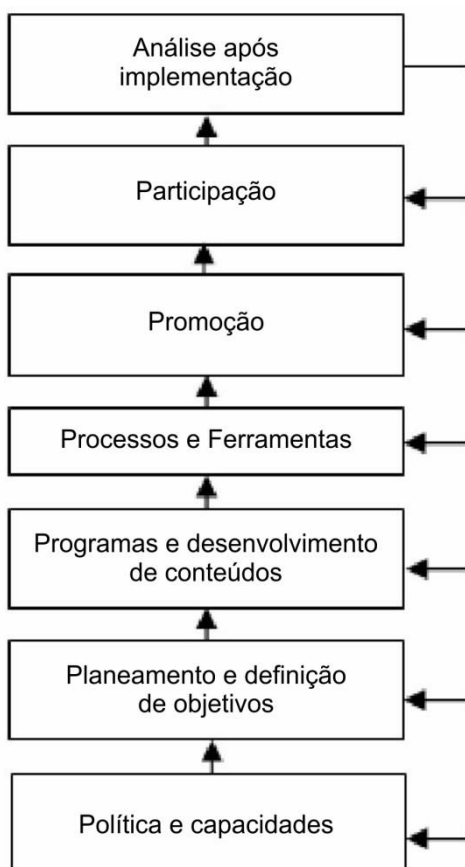 Análise após
implementação
Participação
Promoção
Processos e Ferramentas
Programas e desenvolvimento
de conteúdos
Planeamento e definição
de objetivos
Política e capacidades